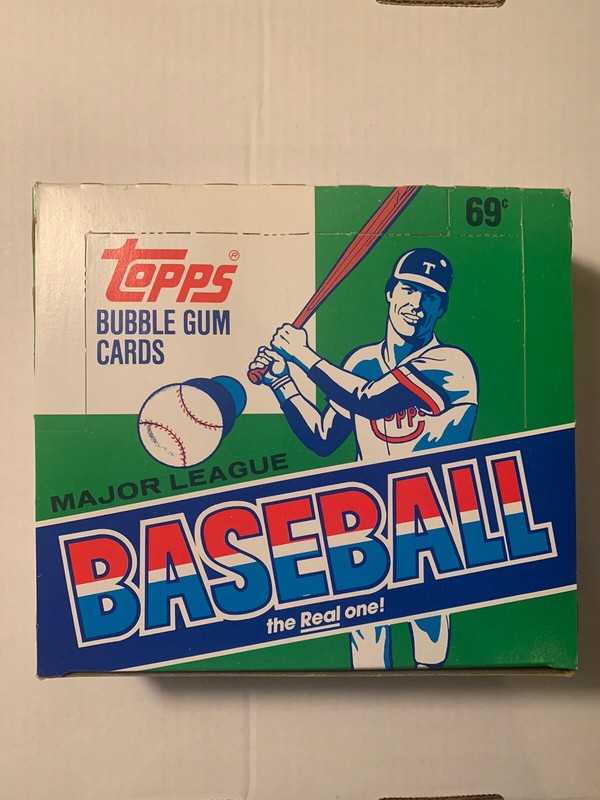 69¢
Topps®
BUBBLE GUM
CARDS
T
Topps
MAJOR LEAGUE
BASEBALL
the Real one!